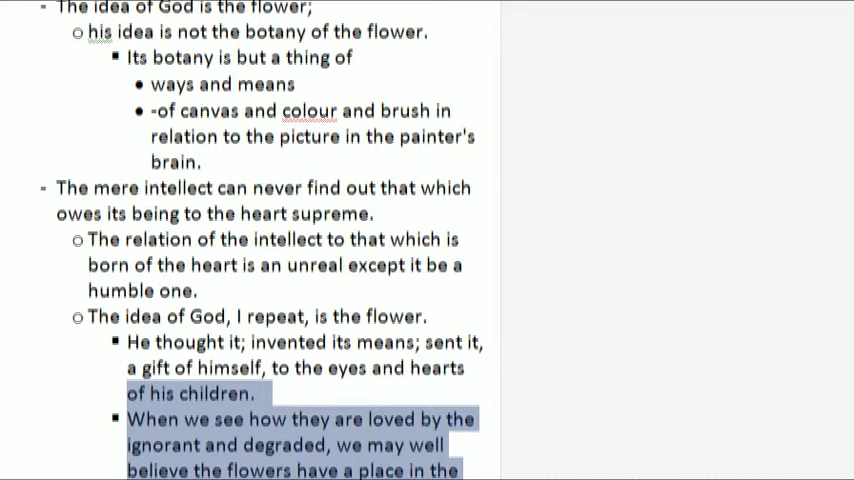 - The idea of God is the flower;
o his idea is not the botany of the flower.
▪ Its botany is but a thing of
• ways and means
• -of canvas and colour and brush in
relation to the picture in the painter's
brain.
- The mere intellect can never find out that which
owes its being to the heart supreme.
o The relation of the intellect to that which is
born of the heart is an unreal except it be a
humble one.
o The idea of God, I repeat, is the flower.
▪ He thought it; invented its means; sent it,
a gift of himself, to the eyes and hearts
of his children.
▪ When we see how they are loved by the
ignorant and degraded, we may well
believe the flowers have a place in the